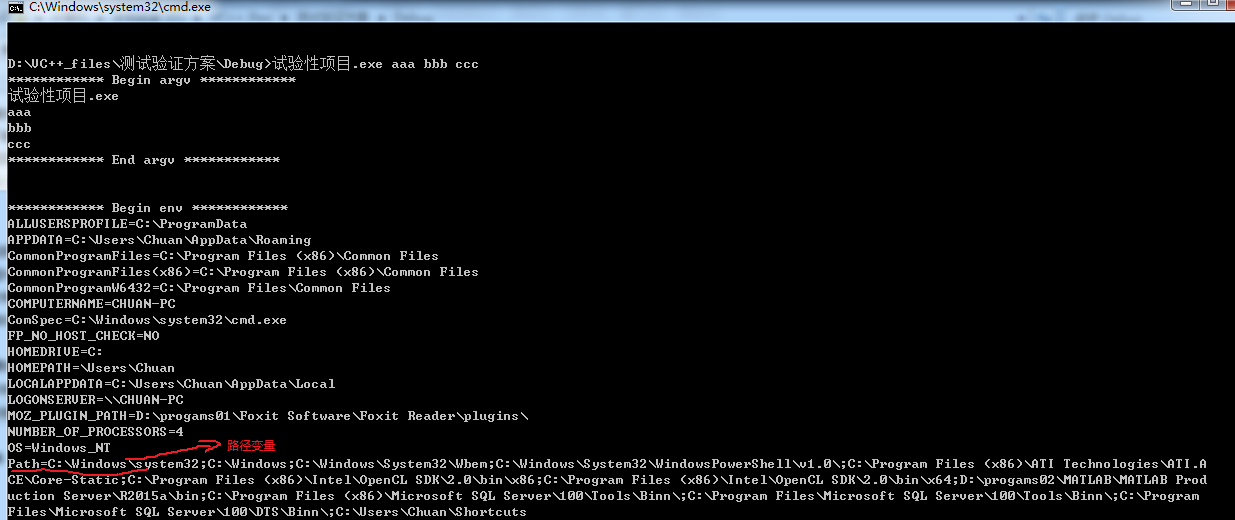 C:\Windows\system32\cmd.exe
D:\VC++_files\测试验证方案\Debug>试验性项目.exe aaa bbb ccc
************ Begin argv ************
试验性项目.exe
aaa
bbb
ccc
************ End argv ************
************ Begin env ************
ALLUSERSPROFILE=C:\ProgramData
APPDATA=C:\Users\Chuan\AppData\Roaming
CommonProgramFiles=C:\Program Files (x86)\Common Files
CommonProgramFiles(x86)=C:\Program Files (x86)\Common Files
CommonProgramW6432=C:\Program Files\Common Files
COMPUTERNAME=CHUAN-PC
ComSpec=C:\Windows\system32\cmd.exe
FP_NO_HOST_CHECK=NO
HOMEDRIVE=C:
HOMEPATH=\Users\Chuan
LOCALAPPDATA=C:\Users\Chuan\AppData\Local
LOGONSERVER=\\CHUAN-PC
MOZ_PLUGIN_PATH=D:\progams01\Foxit Software\Foxit Reader\plugins\
NUMBER_OF_PROCESSORS=4
OS=Windows_NT
路径变量
Path=C:\Windows\system32;C:\Windows;C:\Windows\System32\Wbem;C:\Windows\System32\WindowsPowerShell\v1.0\;C:\Program Files (x86)\ATI Technologies\ATI.A
CE\Core-Static;C:\Program Files (x86)\Intel\OpenCL SDK\2.0\bin\x86;C:\Program Files (x86)\Intel\OpenCL SDK\2.0\bin\x64;D:\progams02\MATLAB\MATLAB Prod
uction Server\R2015a\bin;C:\Program Files (x86)\Microsoft SQL Server\100\Tools\Binn\;C:\Program Files\Microsoft SQL Server\100\Tools\Binn\;C:\Program
Files\Microsoft SQL Server\100\DTS\Binn\;C:\Users\Chuan\Shortcuts